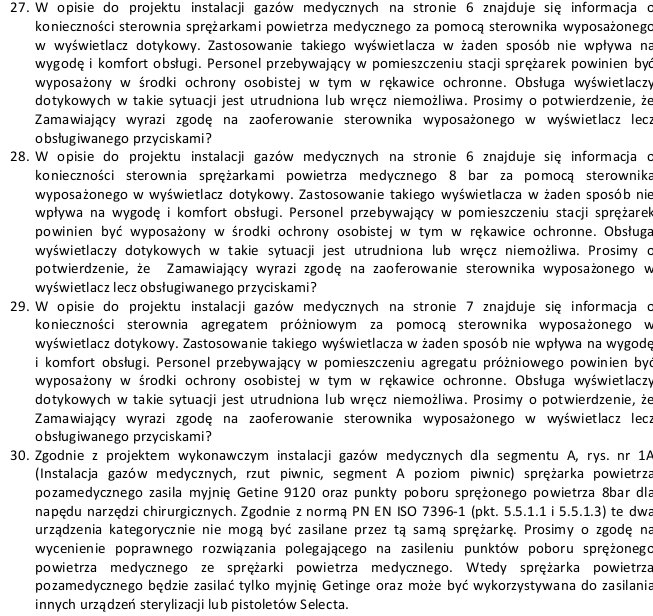 27. W opisie do projektu instalacji gazów medycznych na stronie 6 znajduje się informacja o
konieczności sterownia sprężarkami powietrza medycznego za pomocą sterownika wyposażonego
w wyświetlacz dotykowy. Zastosowanie takiego wyświetlacza w żaden sposób nie wpływa na
wygodę i komfort obsługi. Personel przebywający w pomieszczeniu stacji sprężarek powinien być
wyposażony w środki ochrony osobistej w tym w rękawice ochronne. Obsługa wyświetlaczy
dotykowych w takie sytuacji jest utrudniona lub wręcz niemożliwa. Prosimy o potwierdzenie, że
Zamawiający wyrazi zgodę na zaoferowanie sterownika wyposażonego w wyświetlacz lecz
obsługiwanego przyciskami?
28. W opisie do projektu instalacji gazów medycznych na stronie 6 znajduje się informacja o
konieczności sterownia sprężarkami powietrza medycznego 8 bar za pomocą sterownika
wyposażonego w wyświetlacz dotykowy. Zastosowanie takiego wyświetlacza w żaden sposób nie
wpływa na wygodę i komfort obsługi. Personel przebywający w pomieszczeniu stacji sprężarek
powinien być wyposażony w środki ochrony osobistej w tym w rękawice ochronne. Obsługa
wyświetlaczy dotykowych w takie sytuacji jest utrudniona lub wręcz niemożliwa. Prosimy o
potwierdzenie, że Zamawiający wyrazi zgodę na zaoferowanie sterownika wyposażonego w
wyświetlacz lecz obsługiwanego przyciskami?
29. W opisie do projektu instalacji gazów medycznych na stronie 7 znajduje się informacja o
konieczności sterownia agregatem próżniowym za pomocą sterownika wyposażonego w
wyświetlacz dotykowy. Zastosowanie takiego wyświetlacza w żaden sposób nie wpływa na wygodę
i komfort obsługi. Personel przebywający w pomieszczeniu agregatu próżniowego powinien być
wyposażony w środki ochrony osobistej w tym w rękawice ochronne. Obsługa wyświetlaczy
dotykowych w takie sytuacji jest utrudniona lub wręcz niemożliwa. Prosimy o potwierdzenie, że
Zamawiający wyrazi zgodę na zaoferowanie sterownika wyposażonego w wyświetlacz lecz
obsługiwanego przyciskami?
30. Zgodnie z projektem wykonawczym instalacji gazów medycznych dla segmentu A, rys. nr 1A
(Instalacja gazów medycznych, rzut piwnic, segment A poziom piwnic) sprężarka powietrza
pozamedycznego zasila myjnię Getine 9120 oraz punkty poboru sprężonego powietrza 8bar dla
napędu narzędzi chirurgicznych. Zgodnie z normą PN EN ISO 7396-1 (pkt. 5.5.1.1 i 5.5.1.3) te dwa
urządzenia kategorycznie nie mogą być zasilane przez tą samą sprężarkę. Prosimy o zgodę na
wycenienie poprawnego rozwiązania polegającego na zasileniu punktów poboru sprężonego
powietrza medycznego ze sprężarki powietrza medycznego. Wtedy sprężarka powietrza
pozamedycznego będzie zasilać tylko myjnię Getinge oraz może być wykorzystywana do zasilania
innych urządzeń sterylizacji lub pistoletów Selecta.